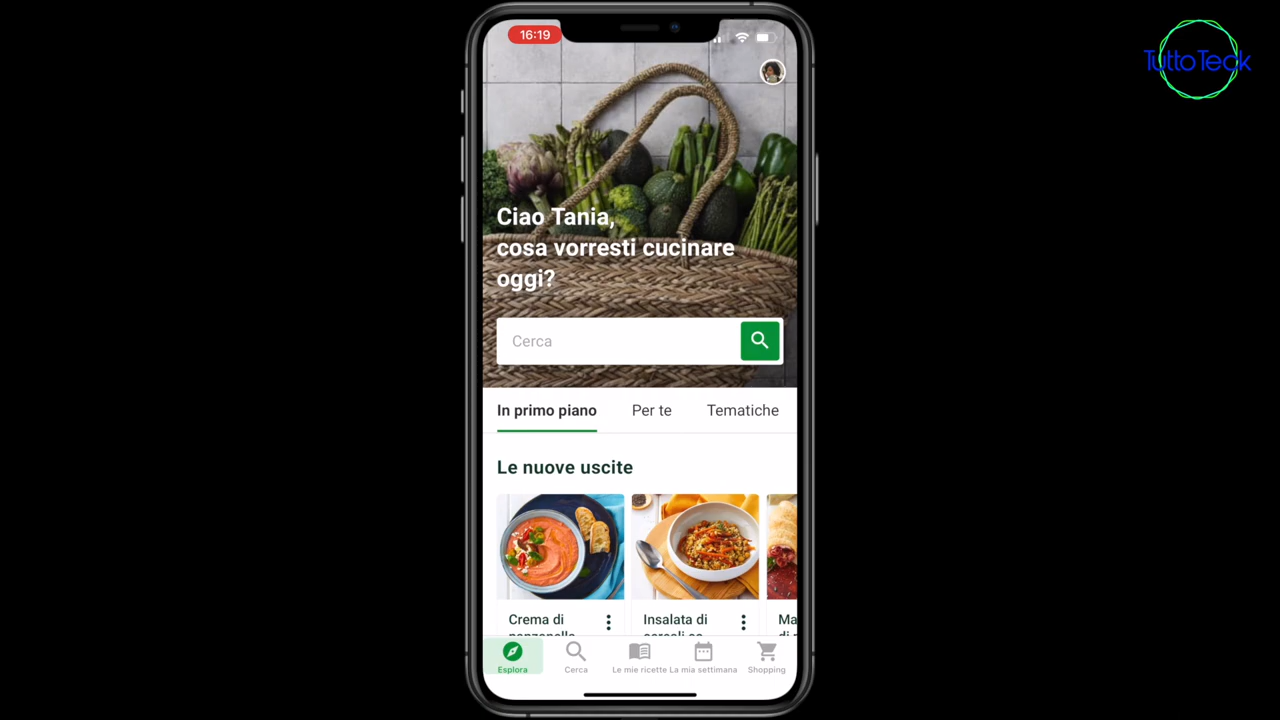 16:19
TuttoTeck
Ciao Tania,
cosa vorresti cucinare
oggi?
Cerca
In primo piano Per te Tematiche
Le nuove uscite
Crema di Insalata di Ma
Esplora Cerca Le mie ricette La mia settimana Shopping